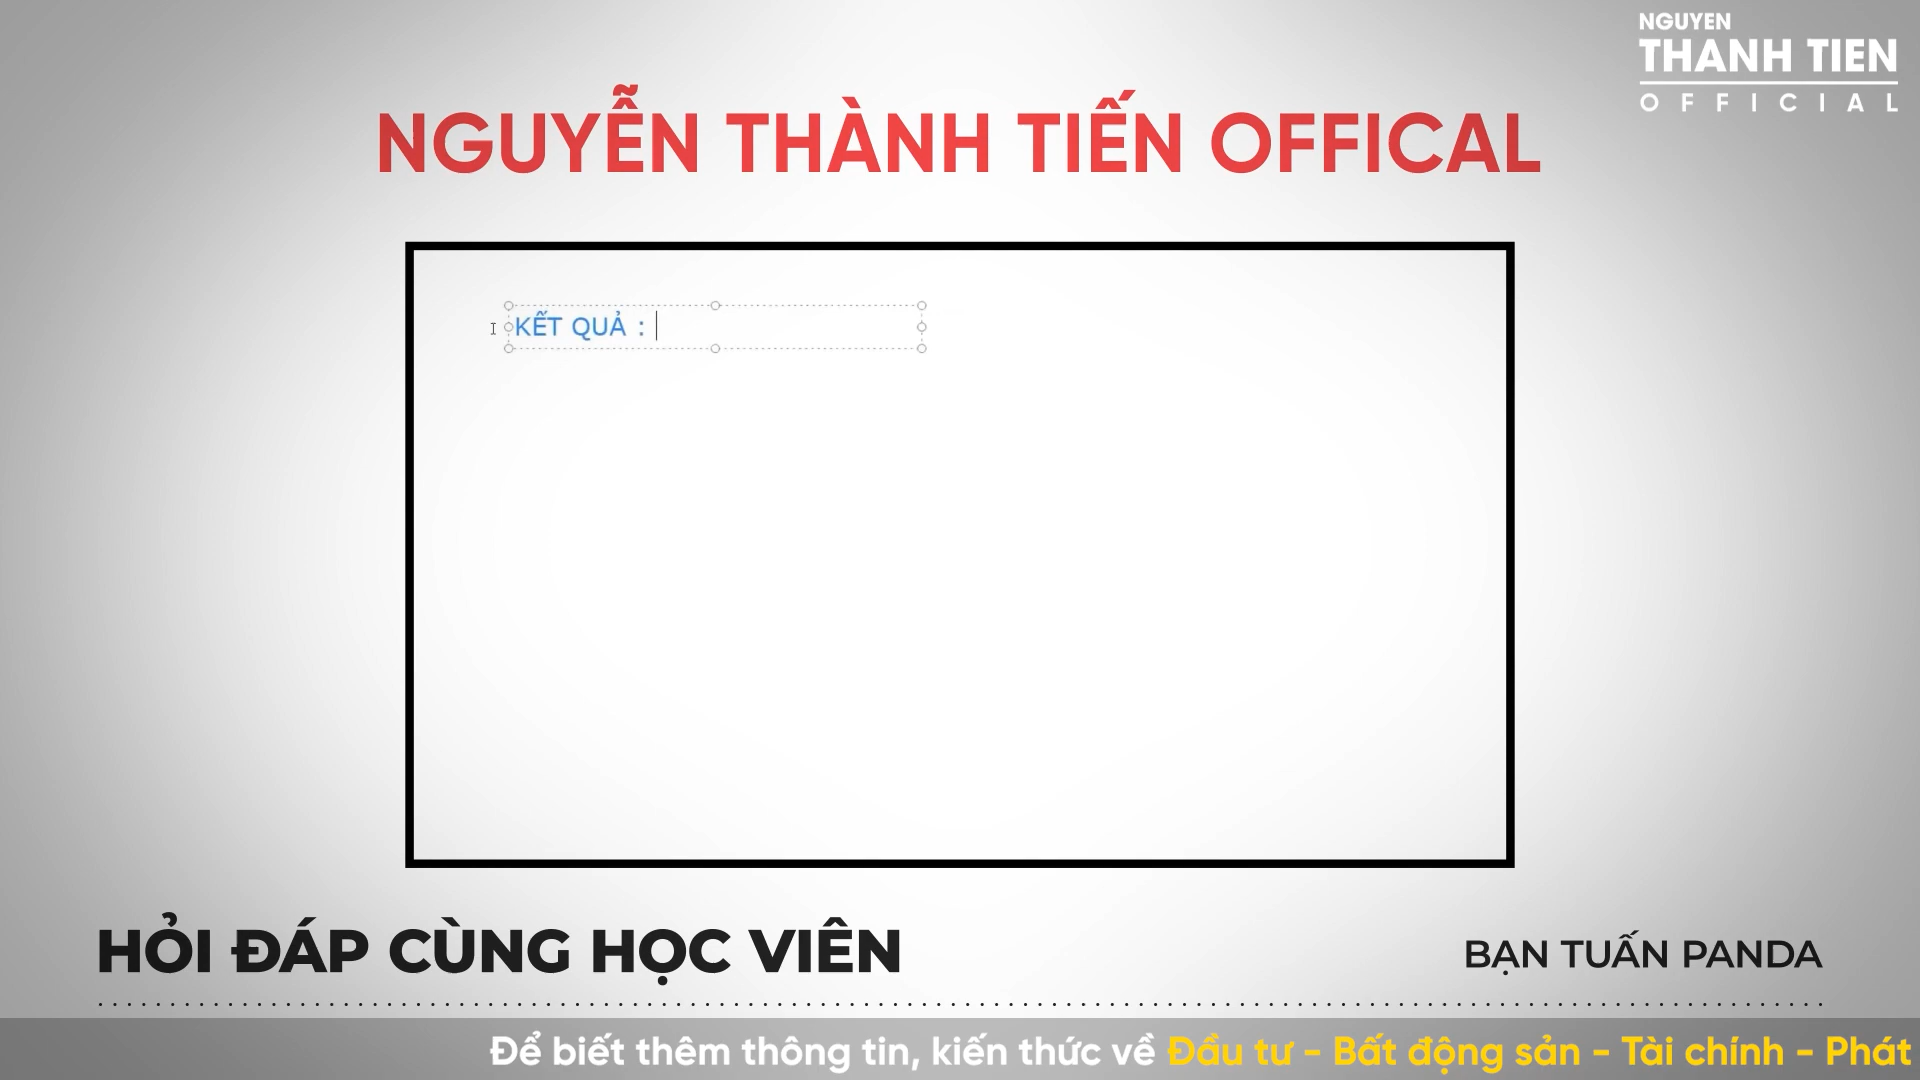 NGUYEN
THANH TIEN
OFFICIAL
NGUYỄN THÀNH TIẾN OFFICAL
KẾT QUẢ :
HỎI ĐÁP CÙNG HỌC VIÊN
BẠN TUẤN PANDA
Để biết thêm thông tin, kiến thức về Đầu tư - Bất động sản - Tài chính - Phát